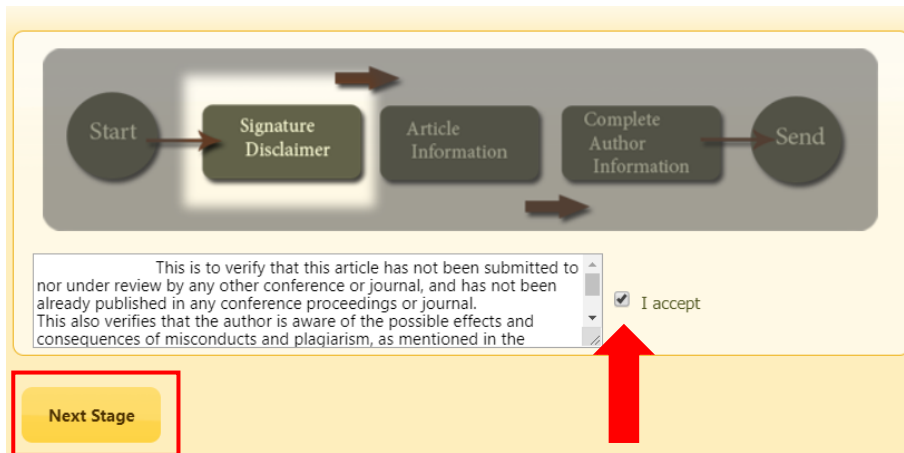 Start
Signature
Disclaimer
Article
Information
Complete
Author
Information
Send
This is to verify that this article has not been submitted to
nor under review by any other conference or journal, and has not been
already published in any conference proceedings or journal.
This also verifies that the author is aware of the possible effects and
consequences of misconducts and plagiarism, as mentioned in the
I accept
Next Stage